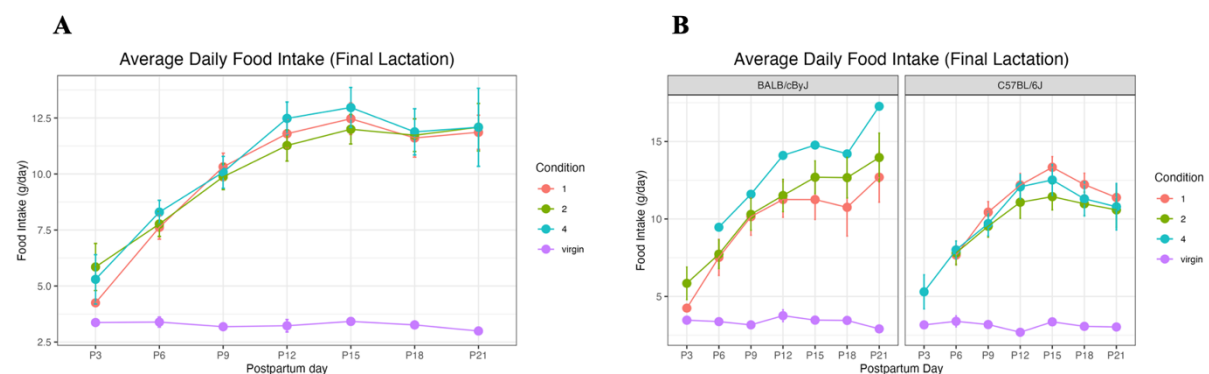 A
Average Daily Food Intake (Final Lactation)
Food Intake (g/day)
12.5
10.0
7.5
5.0
2.5
P3 P6 P9 P12 P15 P18 P21
Postpartum day
Condition
1
2
4
virgin
B
Average Daily Food Intake (Final Lactation)
BALB/cByJ C57BL/6J
Food Intake (g/day)
15
10
5
P3 P6 P9 P12 P15 P18 P21 P3 P6 P9 P12 P15 P18 P21
Postpartum Day
Condition
1
2
4
virgin